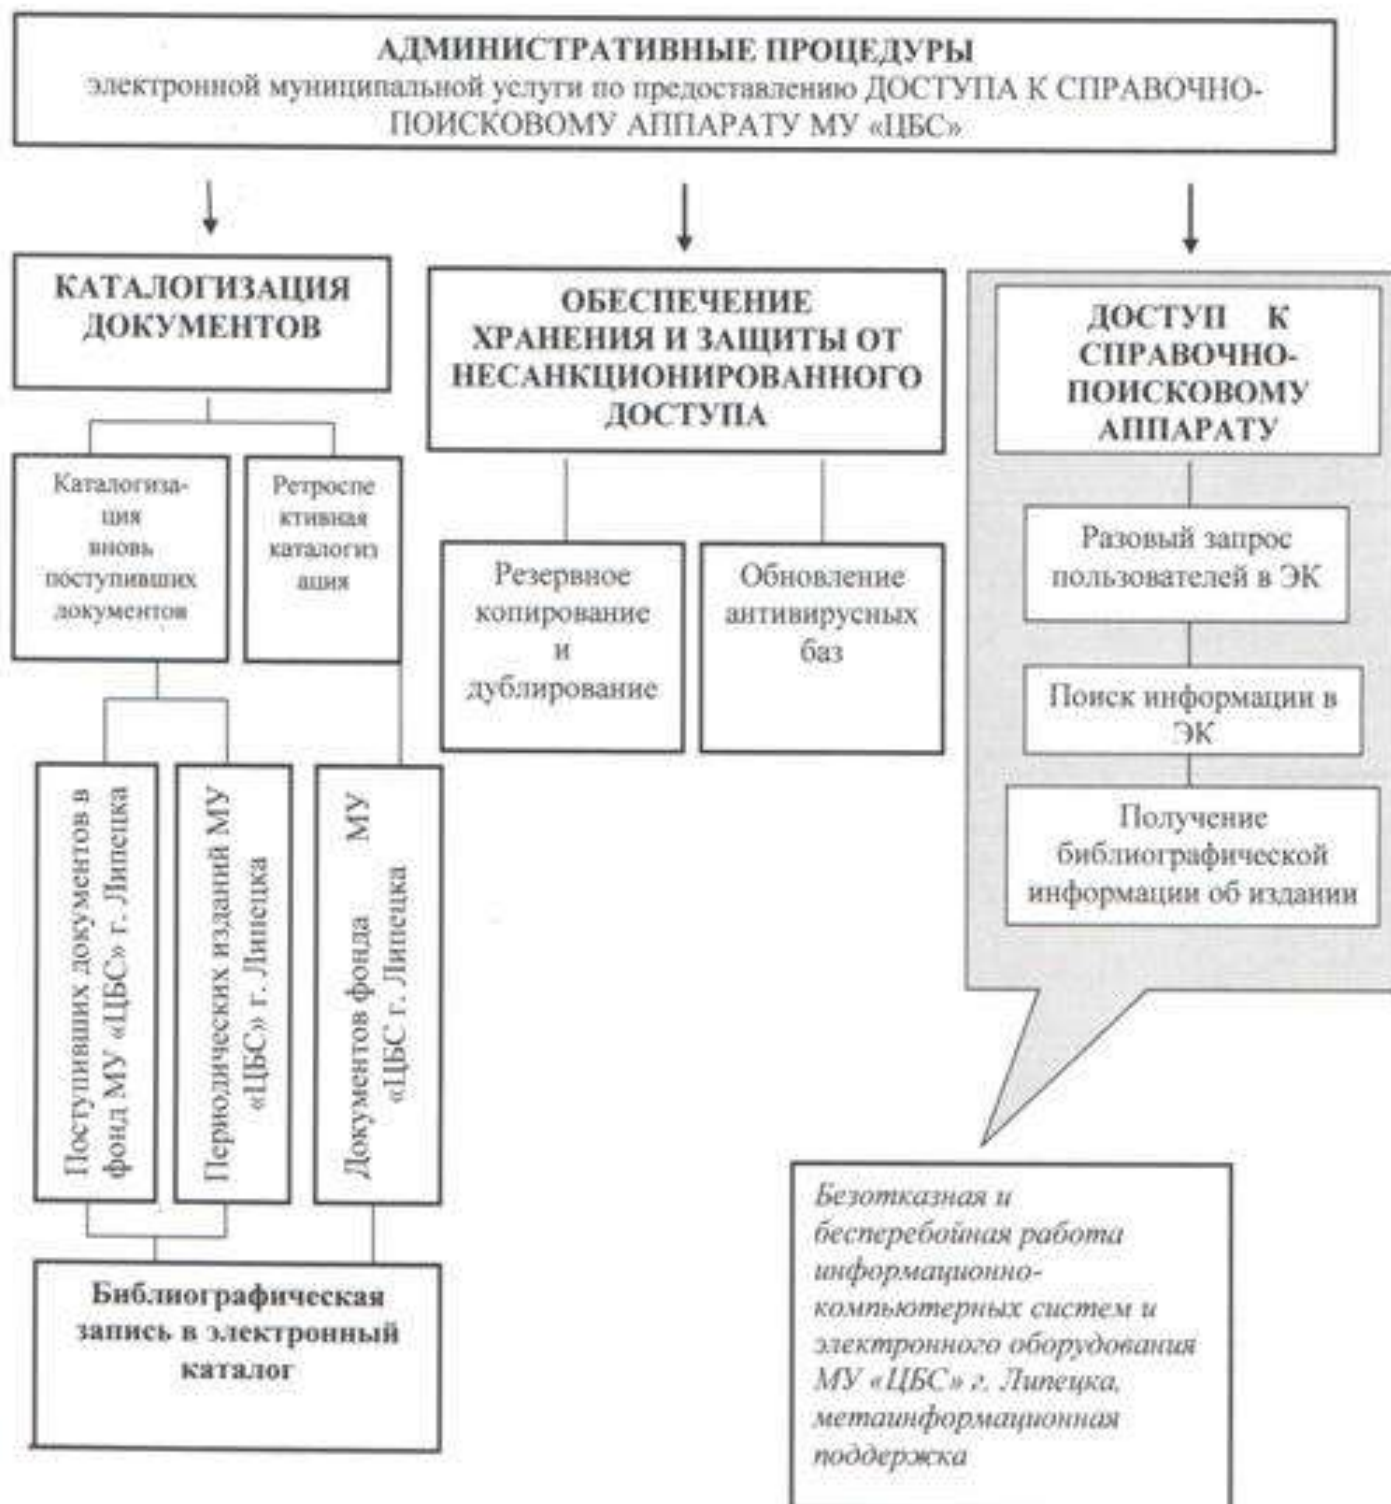 АДМИНИСТРАТИВНЫЕ ПРОЦЕДУРЫ
электронной муниципальной услуги по предоставлению ДОСТУПА К СПРАВОЧНО-
ПОИСКОВОМУ АППАРАТУ МУ «ЦБС»
КАТАЛОГИЗАЦИЯ
ДОКУМЕНТОВ
Каталогиза-
ция
вновь
поступивших
документов
Ретроспе
ктивная
каталогиз
ация
Поступивших документов в
фонд МУ «ЦБС» г. Липецка
Периодических изданий МУ
«ЦБС» г. Липецка
Документов фонда МУ
«ЦБС г. Липецка
Библиографическая
запись в электронный
каталог
ОБЕСПЕЧЕНИЕ
ХРАНЕНИЯ И ЗАЩИТЫ ОТ
НЕСАНКЦИОНИРОВАННОГО
ДОСТУПА
Резервное
копирование
и
дублирование
Обновление
антивирусных
баз
ДОСТУП К
СПРАВОЧНО-
ПОИСКОВОМУ
АППАРАТУ
Разовый запрос
пользователей в ЭК
Поиск информации в
ЭК
Получение
библиографической
информации об издании
Безотказная и
бесперебойная работа
информационно-
компьютерных систем и
электронного оборудования
МУ «ЦБС» г. Липецка,
метаинформационная
поддержка